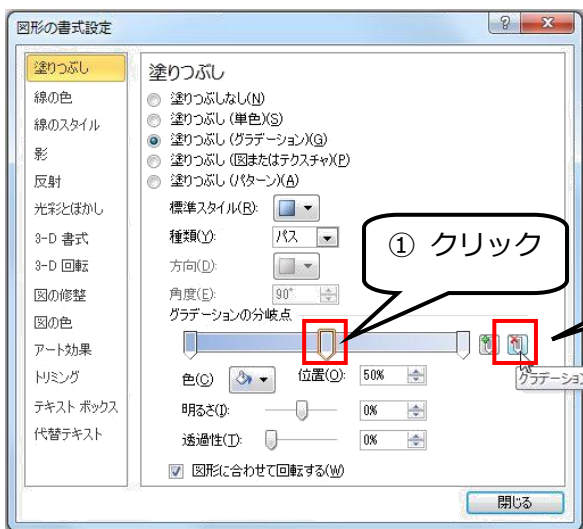 図形の書式設定
塗りつぶし
線の色
線のスタイル
影
反射
光彩とぼかし
3-D 書式
3-D 回転
図の修整
図の色
アート効果
トリミング
テキスト ボックス
代替テキスト
塗りつぶし
塗りつぶしなし(N)
塗りつぶし (単色)(S)
塗りつぶし (グラデーション)(G)
塗りつぶし (図またはテクスチャ)(P)
塗りつぶし (パターン)(A)
標準スタイル(R):
種類(Y): パス
方向(D):
角度(E): 90°
グラデーションの分岐点
色(C) 位置(O): 50%
明るさ(I): 0%
透過性(T): 0%
図形に合わせて回転する(W)
閉じる
① クリック
グラデーション